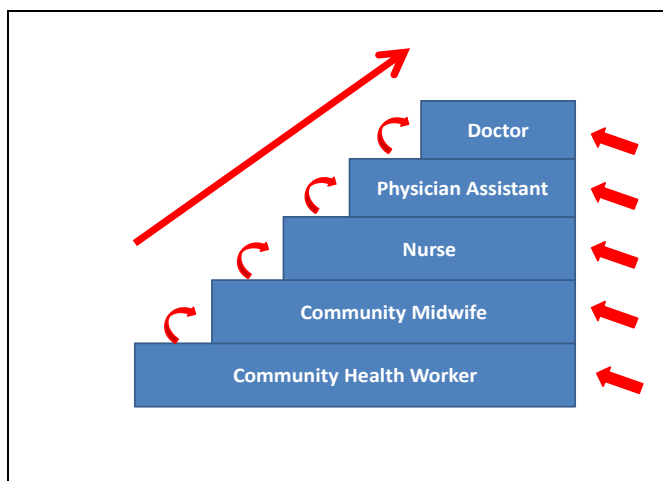 Doctor
Physician Assistant
Nurse
Community Midwife
Community Health Worker